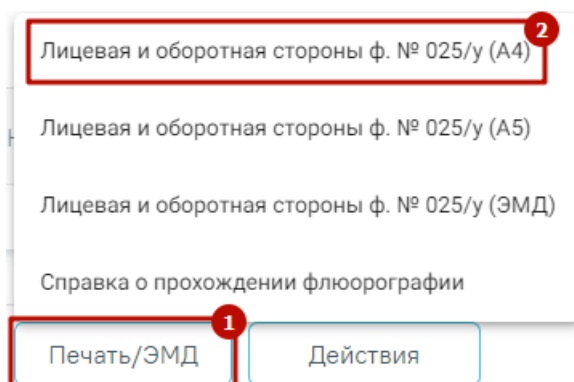 2
Лицевая и оборотная стороны ф. № 025/у (А4)
Лицевая и оборотная стороны ф. № 025/у (А5)
Лицевая и оборотная стороны ф. № 025/у (ЭМД)
Справка о прохождении флюорографии
1
Печать/ЭМД
Действия